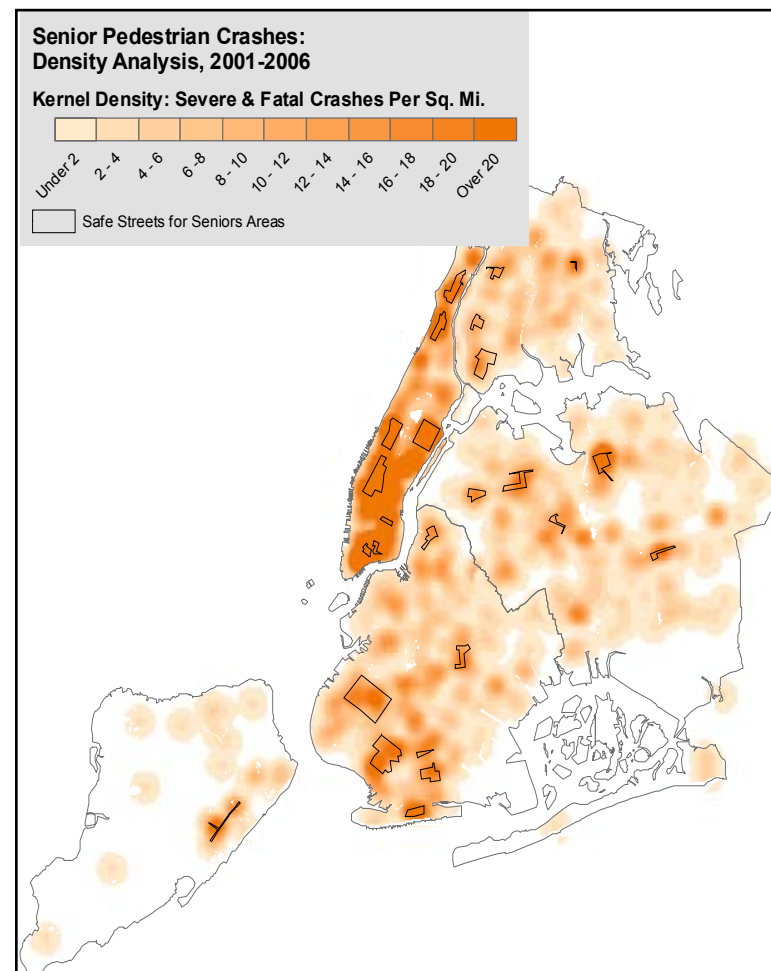 Senior Pedestrian Crashes:
Density Analysis, 2001-2006
Kernel Density: Severe & Fatal Crashes Per Sq. Mi.
Under 2
2 - 4
4 - 6
6 - 8
8 - 10
10 - 12
12 - 14
14 - 16
16 - 18
18 - 20
Over 20
Safe Streets for Seniors Areas